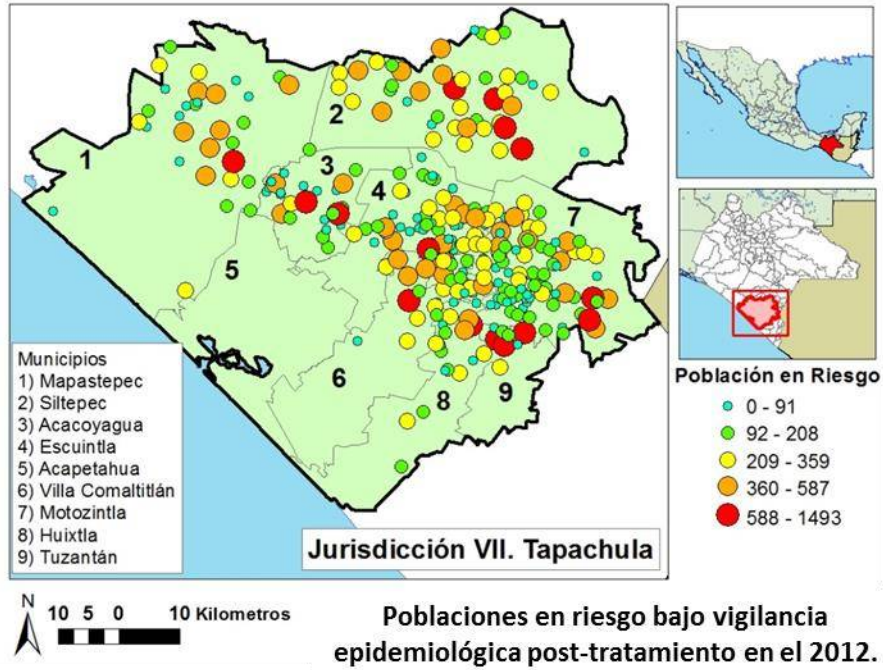 1
2
3
4
5
6
7
8
9
Municipios
1) Mapastepec
2) Siltepec
3) Acacoyagua
4) Escuintla
5) Acapetahua
6) Villa Comaltitlán
7) Motozintla
8) Huixtla
9) Tuzantán
Jurisdicción VII. Tapachula
Población en Riesgo
0 - 91
92 - 208
209 - 359
360 - 587
588 - 1493
N
10 5 0 10 Kilometros
Poblaciones en riesgo bajo vigilancia
epidemiológica post-tratamiento en el 2012.